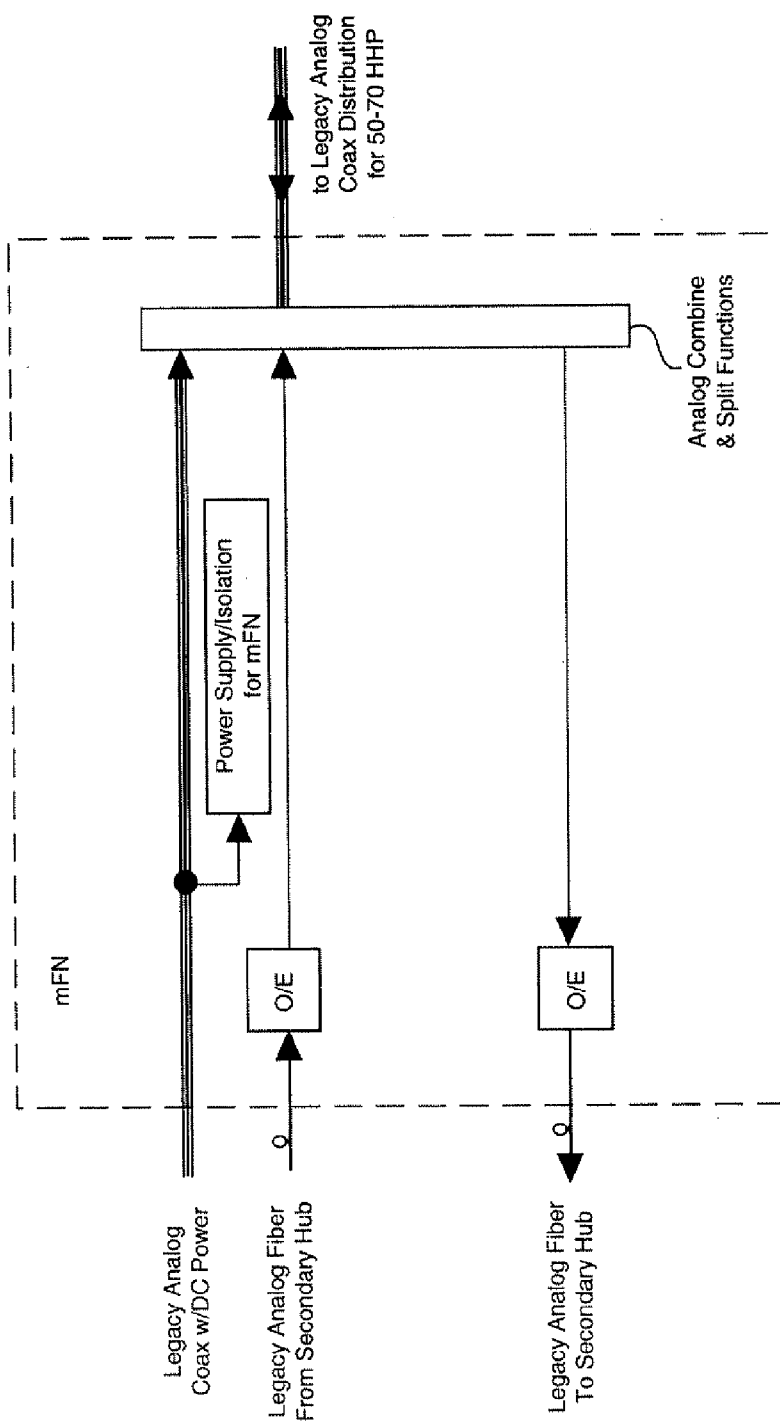 mFN
Legacy Analog
Coax w/DC Power
Legacy Analog Fiber
From Secondary Hub
Legacy Analog Fiber
To Secondary Hub
O/E
O/E
Power Supply/Isolation
for mFN
Analog Combine
& Split Functions
to Legacy Analog
Coax Distribution
for 50-70 HHP